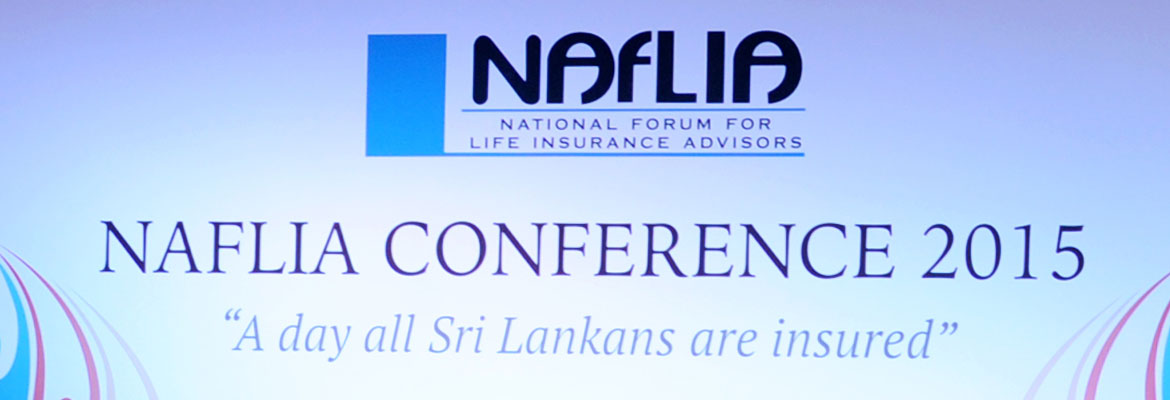 NAFLIA
NATIONAL FORUM FOR
LIFE INSURANCE ADVISORS
NAFLIA CONFERENCE 2015
“A day all Sri Lankans are insured”